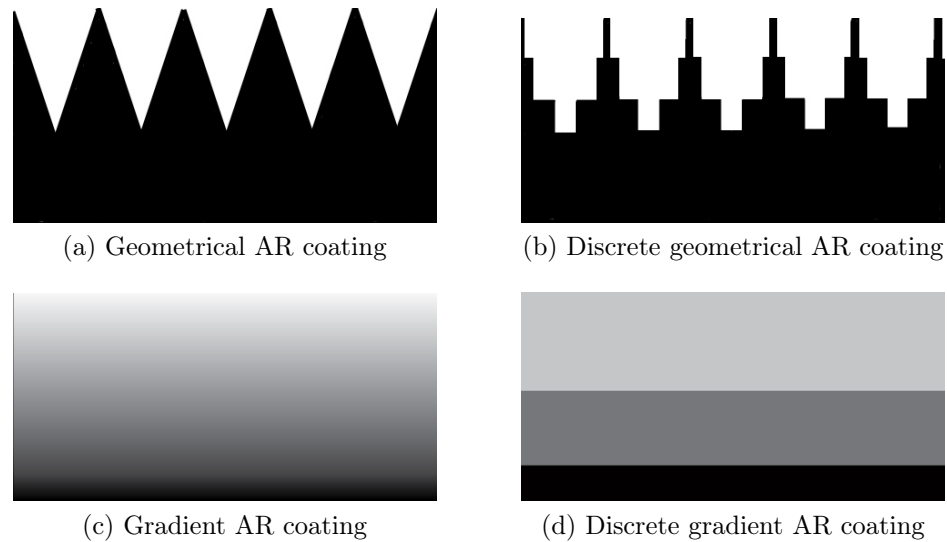 (a) Geometrical AR coating
(b) Discrete geometrical AR coating
(c) Gradient AR coating
(d) Discrete gradient AR coating